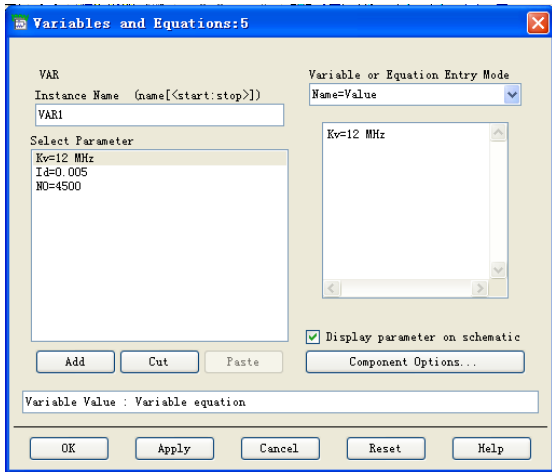 Variables and Equations:5
VAR
Instance Name (name[<start:stop>])
VAR1
Select Parameter
Kv=12 MHz
Id=0.005
N0=4500
Add
Cut
Paste
Variable or Equation Entry Mode
Name=Value
Kv=12 MHz
Display parameter on schematic
Component Options...
Variable Value : Variable equation
OK
Apply
Cancel
Reset
Help